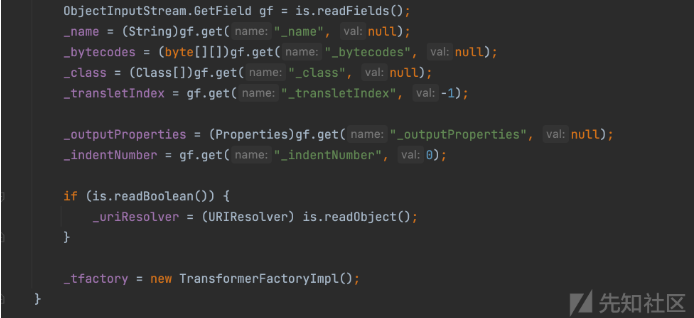 ObjectInputStream.GetField gf = is.readFields();
_name = (String)gf.get( name: "_name", val: null);
_bytecodes = (byte[][])gf.get( name: "_bytecodes", val: null);
_class = (Class[])gf.get( name: "_class", val: null);
_transletIndex = gf.get( name: "_transletIndex", val: -1);
_outputProperties = (Properties)gf.get( name: "_outputProperties", val: null);
_indentNumber = gf.get( name: "_indentNumber", val: 0);
if (is.readBoolean()) {
_uriResolver = (URIResolver) is.readObject();
}
_tfactory = new TransformerFactoryImpl();
}
先知社区